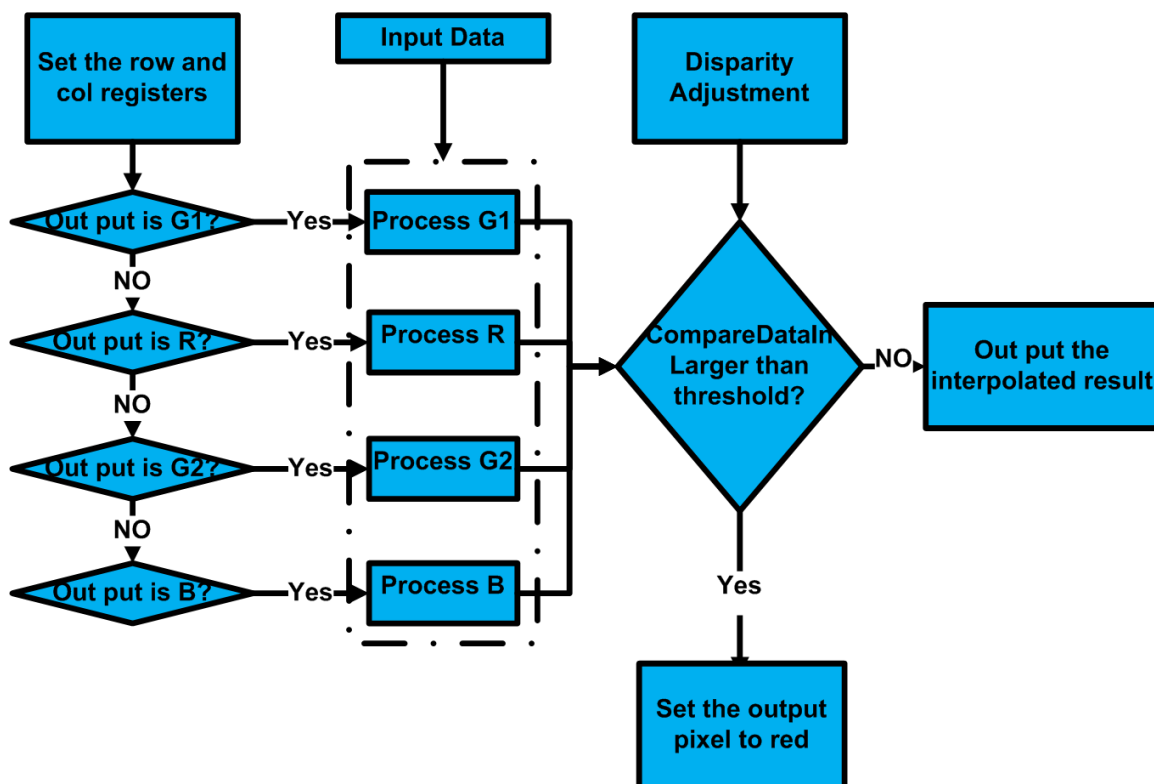 Set the row and
col registers
Input Data
Disparity
Adjustment
Out put is G1?
Yes
Process G1
NO
Out put is R?
Yes
Process R
CompareDataIn
Larger than
threshold?
NO
Out put the
interpolated result
NO
Out put is G2?
Yes
Process G2
NO
Out put is B?
Yes
Process B
Yes
Set the output
pixel to red